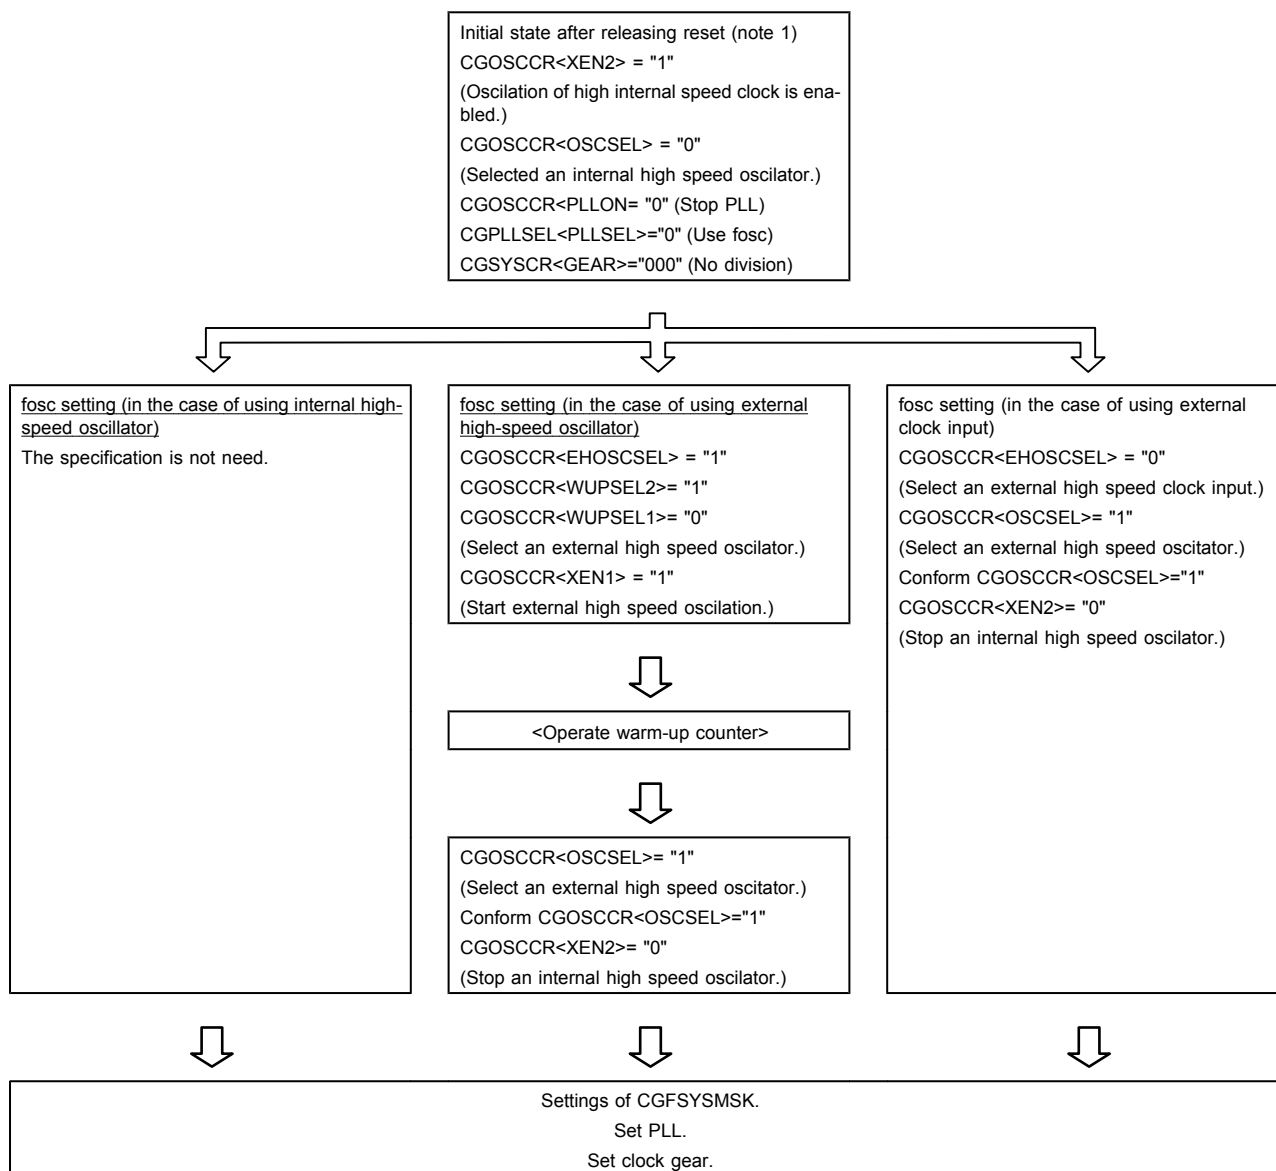 Initial state after releasing reset (note 1)
CGOSCCR<XEN2> = "1"
(Oscilation of high internal speed clock is ena-
bled.)
CGOSCCR<OSCSEL> = "0"
(Selected an internal high speed oscilator.)
CGOSCCR<PLLON= "0" (Stop PLL)
CGPLLSEL<PLLSEL>="0" (Use fosc)
CGSYSCR<GEAR>="000" (No division)
fosc setting (in the case of using internal high-
speed oscillator)
The specification is not need.
fosc setting (in the case of using external
high-speed oscillator)
CGOSCCR<EHOSCSEL> = "1"
CGOSCCR<WUPSEL2>= "1"
CGOSCCR<WUPSEL1>= "0"
(Select an external high speed oscilator.)
CGOSCCR<XEN1> = "1"
(Start external high speed oscilation.)
<Operate warm-up counter>
CGOSCCR<OSCSEL>= "1"
(Select an external high speed oscitator.)
Conform CGOSCCR<OSCSEL>="1"
CGOSCCR<XEN2>= "0"
(Stop an internal high speed oscilator.)
fosc setting (in the case of using external
clock input)
CGOSCCR<EHOSCSEL> = "0"
(Select an external high speed clock input.)
CGOSCCR<OSCSEL>= "1"
(Select an external high speed oscitator.)
Conform CGOSCCR<OSCSEL>="1"
CGOSCCR<XEN2>= "0"
(Stop an internal high speed oscilator.)
Settings of CGFSYSMSK.
Set PLL.
Set clock gear.